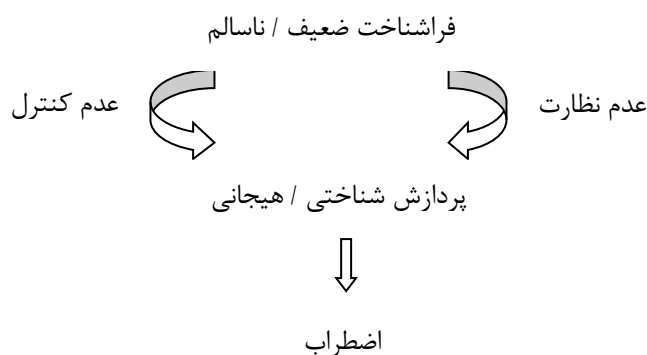 فراشناخت ضعیف / ناسالم
عدم نظارت
عدم کنترل
پردازش شناختی / هیجانی
اضطراب